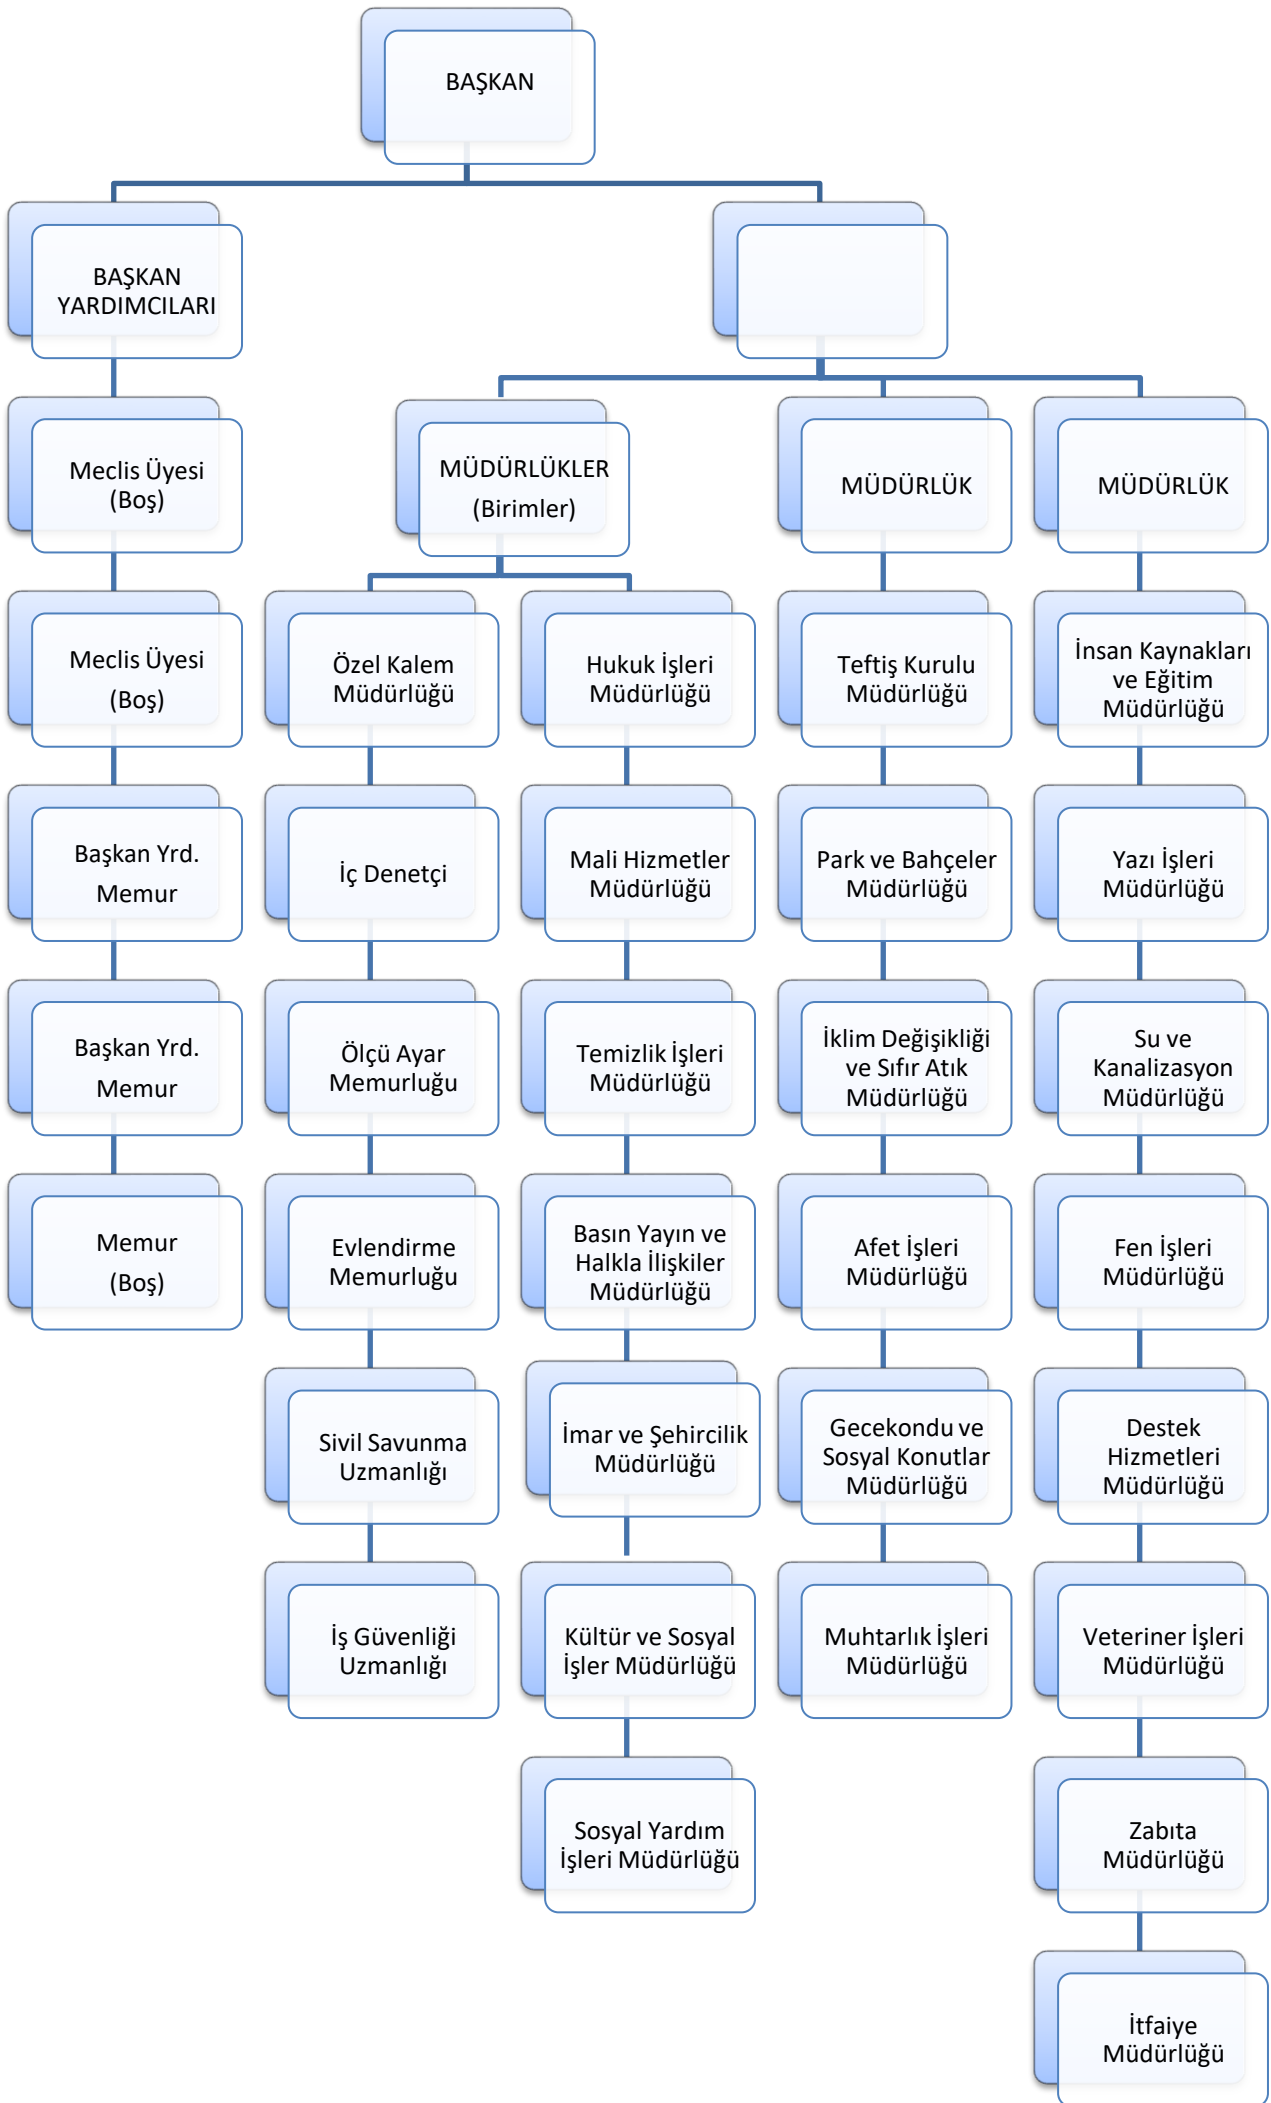 BAŞKAN
BAŞKAN
YARDIMCILARI
Meclis Üyesi
(Boş)
MÜDÜRLÜKLER
(Birimler)
MÜDÜRLÜK
MÜDÜRLÜK
Meclis Üyesi
(Boş)
Özel Kalem
Müdürlüğü
Hukuk İşleri
Müdürlüğü
Teftiş Kurulu
Müdürlüğü
İnsan Kaynakları
ve Eğitim
Müdürlüğü
Başkan Yrd.
Memur
İç Denetçi
Mali Hizmetler
Müdürlüğü
Park ve Bahçeler
Müdürlüğü
Yazı İşleri
Müdürlüğü
Başkan Yrd.
Memur
Ölçü Ayar
Memurluğu
Temizlik İşleri
Müdürlüğü
İklim Değişikliği
ve Sıfır Atık
Müdürlüğü
Su ve
Kanalizasyon
Müdürlüğü
Memur
(Boş)
Evlendirme
Memurluğu
Basın Yayın ve
Halkla İlişkiler
Müdürlüğü
Afet İşleri
Müdürlüğü
Fen İşleri
Müdürlüğü
Sivil Savunma
Uzmanlığı
İmar ve Şehircilik
Müdürlüğü
Gecekondu ve
Sosyal Konutlar
Müdürlüğü
Destek
Hizmetleri
Müdürlüğü
İş Güvenliği
Uzmanlığı
Kültür ve Sosyal
İşler Müdürlüğü
Muhtarlık İşleri
Müdürlüğü
Veteriner İşleri
Müdürlüğü
Sosyal Yardım
İşleri Müdürlüğü
Zabıta
Müdürlüğü
İtfaiye
Müdürlüğü